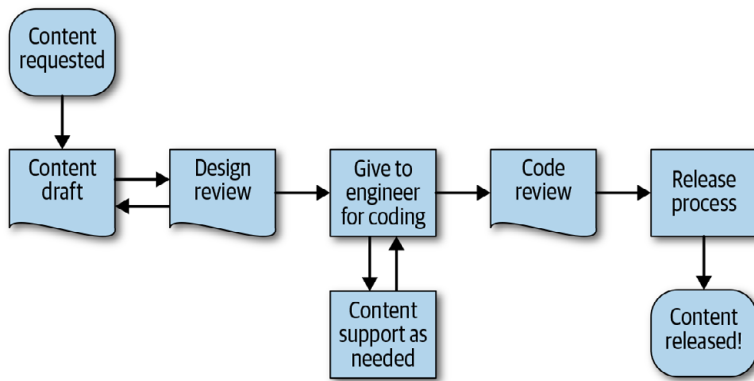 Content
requested
Content
draft
Design
review
Give to
engineer
for coding
Code
review
Release
process
Content
support as
needed
Content
released!